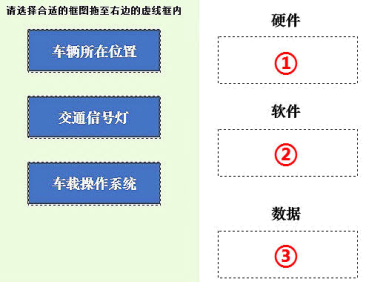 请选择合适的框图拖至右边的虚线框内
车辆所在位置
交通信号灯
车载操作系统
硬件
①
软件
②
数据
③